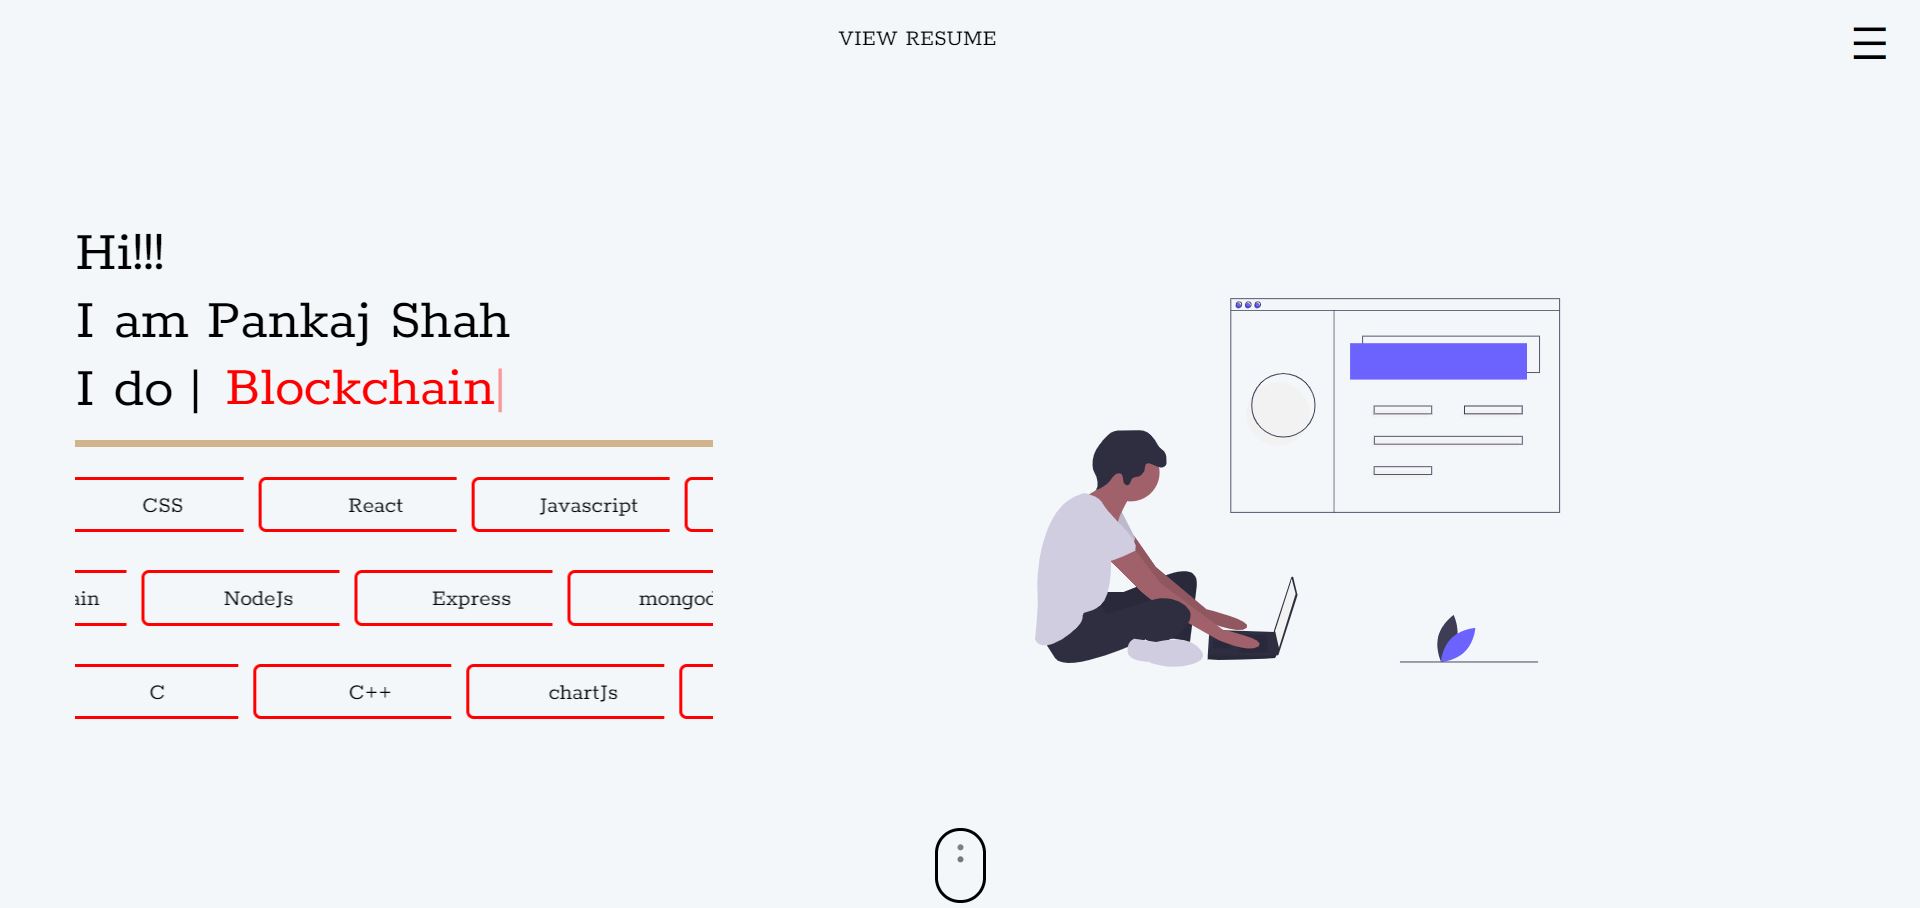 VIEW RESUME
Hi!!!
I am Pankaj Shah
I do | Blockchain
CSS React Javascript
ain NodeJs Express mongod
C C++ chartJs